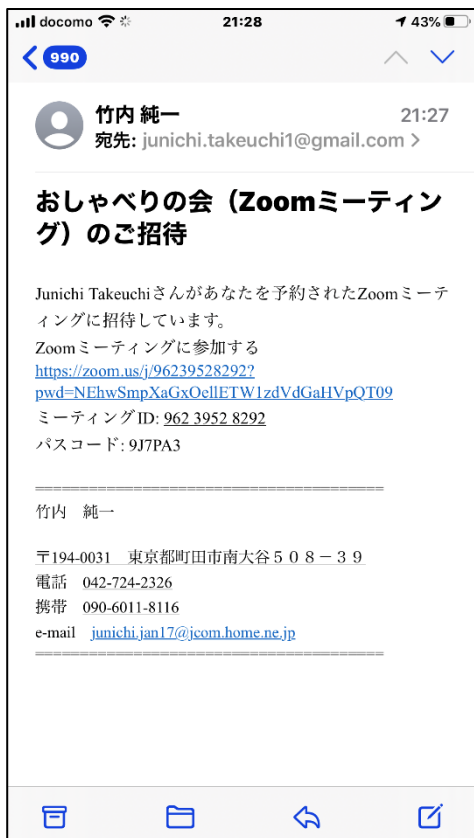 docomo 21:28 43%
990
竹内 純一 21:27
宛先: junichi.takeuchi1@gmail.com >
おしゃべりの会（Zoomミーティン
グ）のご招待
Junichi Takeuchiさんがあなたを予約されたZoomミーテ
ィングに招待しています。
Zoomミーティングに参加する
https://zoom.us/j/96239528292?
pwd=NEhwSmpXaGxOellETW1zdVdGaHVpQT09
ミーティングID: 962 3952 8292
パスコード: 9J7PA3
========================================
竹内　純一
〒194-0031　東京都町田市南大谷５０８－３９
電話　042-724-2326
携帯　090-6011-8116
e-mail　junichi.jan17@jcom.home.ne.jp
========================================